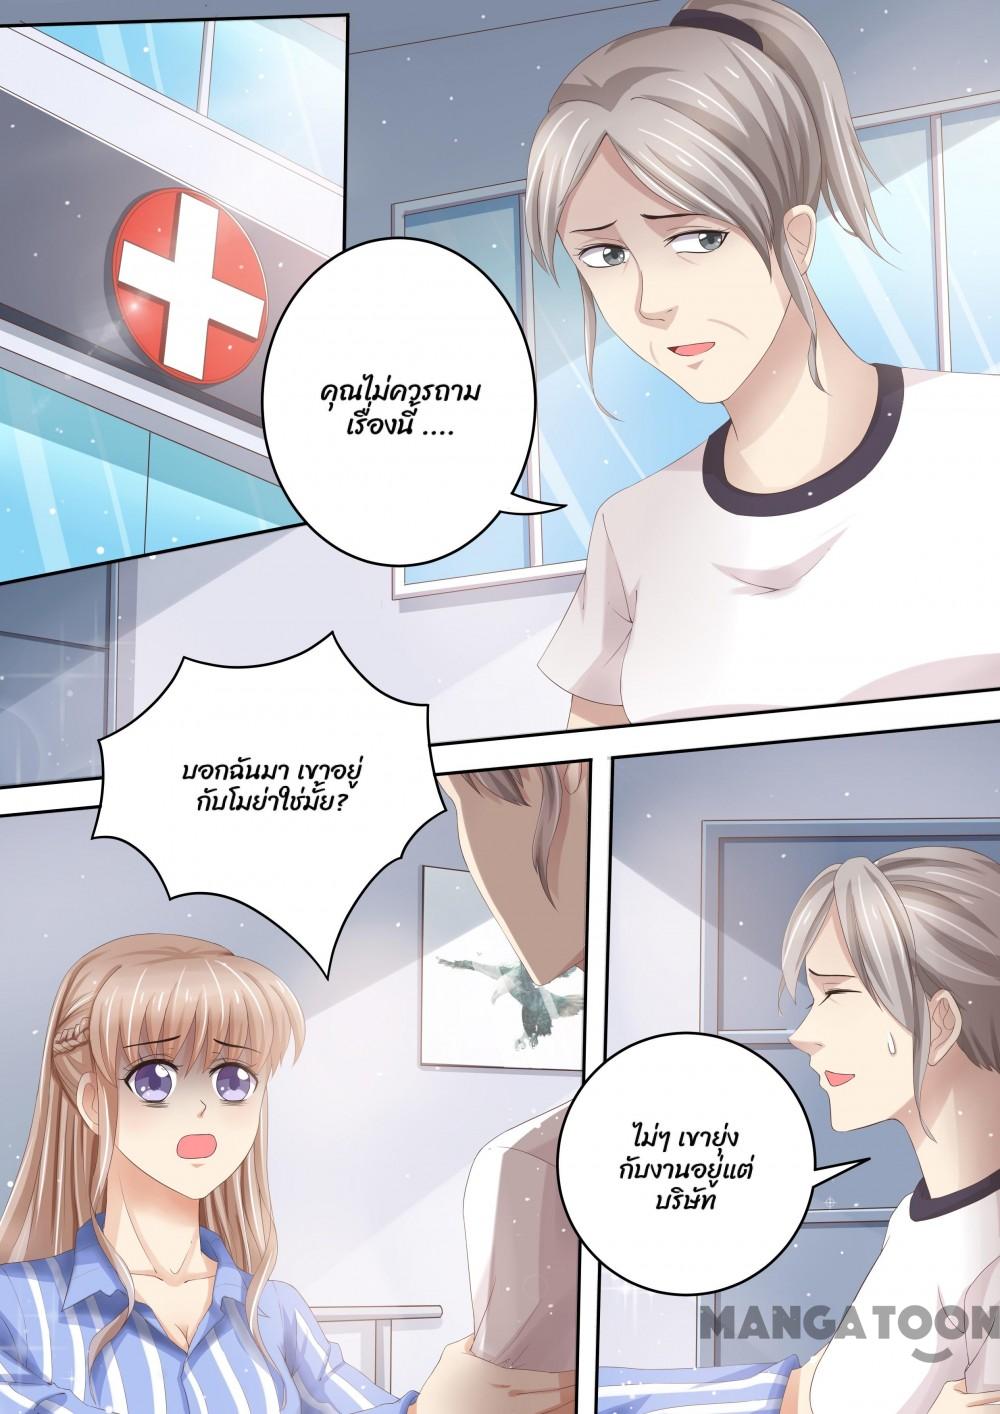 คุณไม่ควรถาม
เรื่องนี้ ....
บอกฉันมา เขาอยู่
กับโมย่าใช่มั้ย?
ไม่ๆ เขายุ่ง
กับงานอยู่แต่
บริษัท
MANGATOON